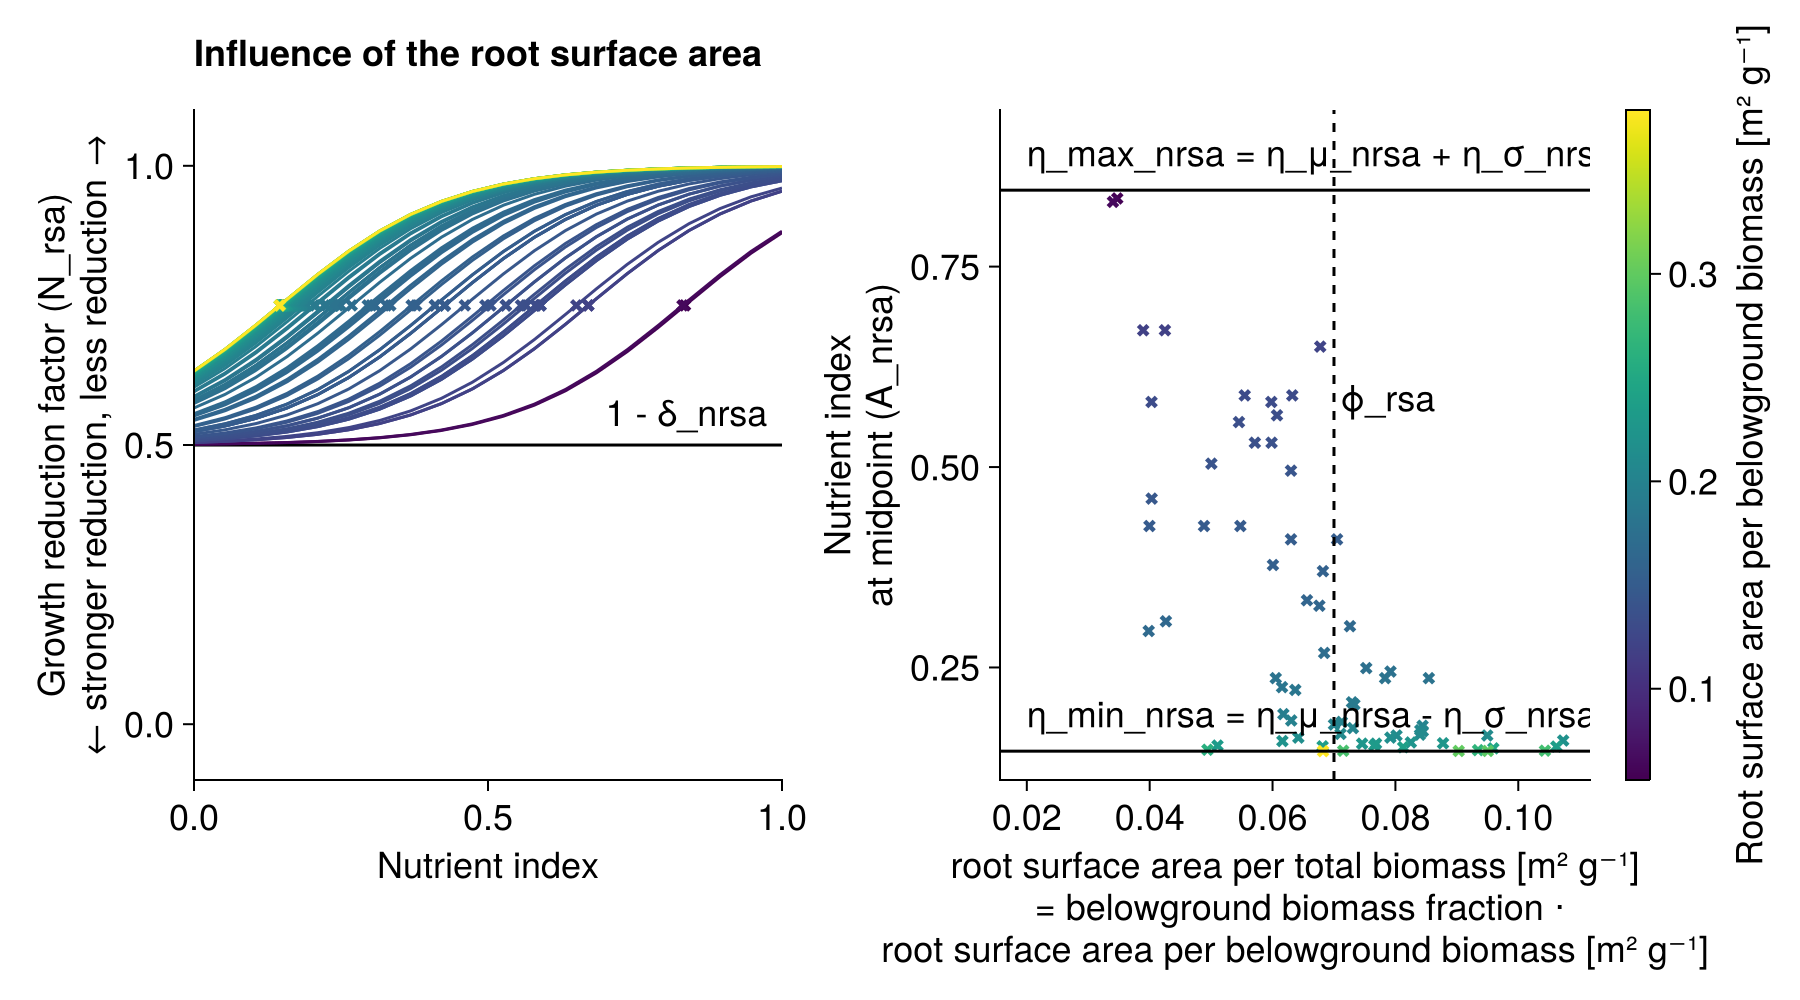 Influence of the root surface area
Growth reduction factor (N_rsa)
← stronger reduction, less reduction →
1.0
0.5
0.0
1 - δ_nrsa
0.0
0.5
1.0
Nutrient index
Nutrient index
at midpoint (A_nrsa)
0.75
0.50
0.25
η_max_nrsa = η_μ_nrsa + η_σ_nrs
ϕ_rsa
η_min_nrsa = η_μ_nrsa - η_σ_nrsa
0.02
0.04
0.06
0.08
0.10
root surface area per total biomass [m² g⁻¹]
= belowground biomass fraction ·
root surface area per belowground biomass [m² g⁻¹]
0.3
0.2
0.1
Root surface area per belowground biomass [m² g⁻¹]